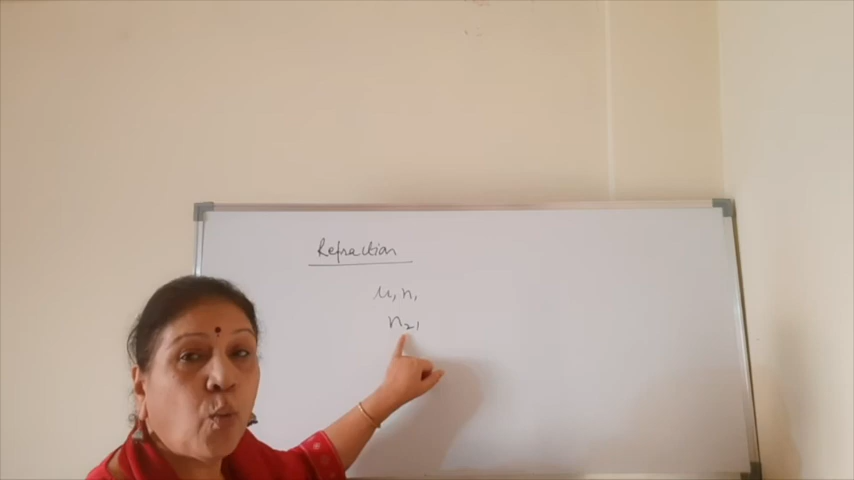 Refraction
μ, n,
n₂₁